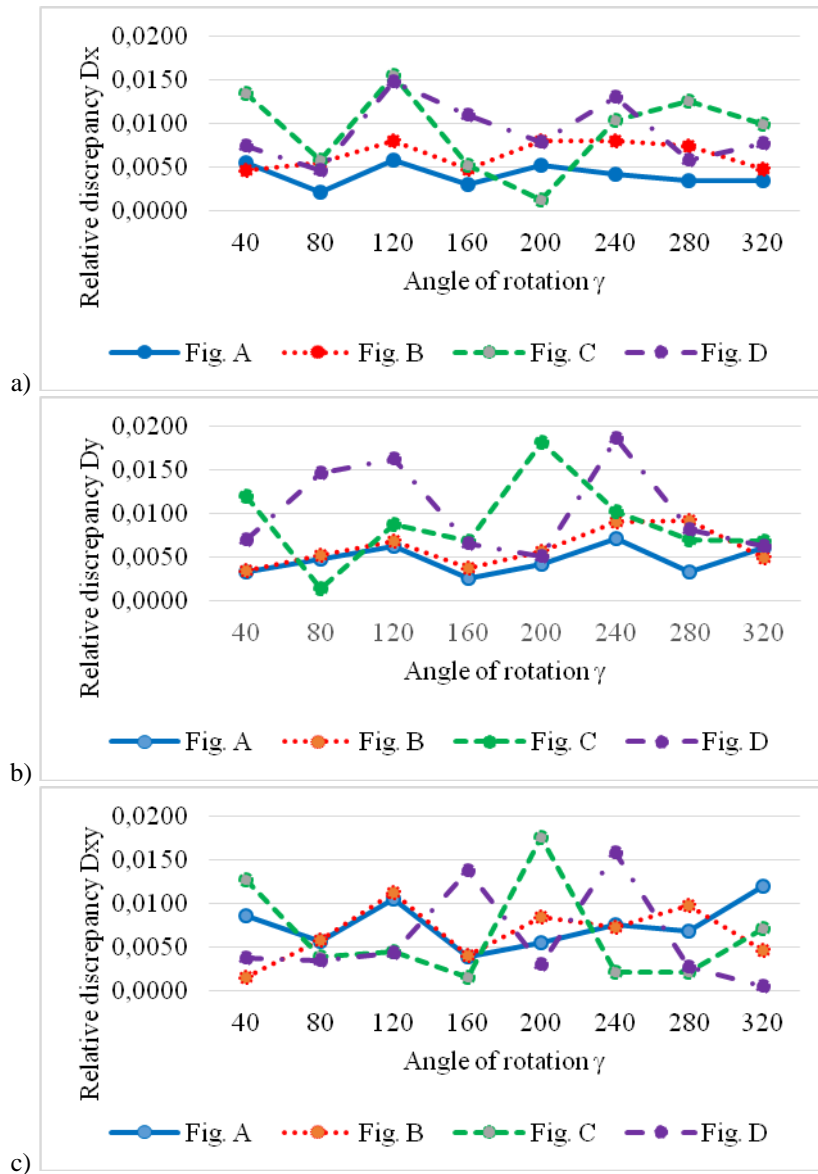 Relative discrepancy Dx
0,0200
0,0150
0,0100
0,0050
0,0000
40 80 120 160 200 240 280 320
Angle of rotation γ
Fig. A Fig. B Fig. C Fig. D
a)
Relative discrepancy Dy
0,0200
0,0150
0,0100
0,0050
0,0000
40 80 120 160 200 240 280 320
Angle of rotation γ
Fig. A Fig. B Fig. C Fig. D
b)
Relative discrepancy Dxy
0,0200
0,0150
0,0100
0,0050
0,0000
40 80 120 160 200 240 280 320
Angle of rotation γ
Fig. A Fig. B Fig. C Fig. D
c)